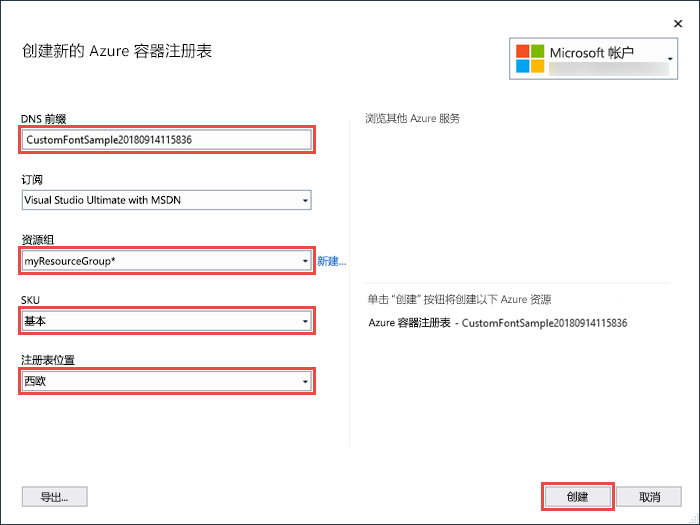 创建新的 Azure 容器注册表
Microsoft 帐户
DNS 前缀
CustomFontSample20180914115836
订阅
Visual Studio Ultimate with MSDN
资源组
myResourceGroup*
新建...
SKU
基本
注册表位置
西欧
浏览其他 Azure 服务
单击 "创建" 按钮将创建以下 Azure 资源
Azure 容器注册表 - CustomFontSample20180914115836
导出...
创建
取消